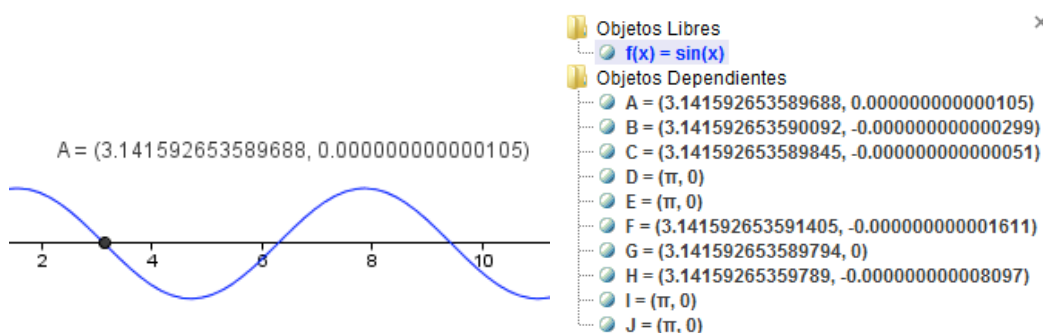 A = (3.141592653589688, 0.000000000000105)
2 4 6 8 10
Objetos Libres
f(x) = sin(x)
Objetos Dependientes
A = (3.141592653589688, 0.000000000000105)
B = (3.141592653590092, -0.000000000000299)
C = (3.141592653589845, -0.000000000000051)
D = (π, 0)
E = (π, 0)
F = (3.141592653591405, -0.000000000001611)
G = (3.141592653589794, 0)
H = (3.14159265359789, -0.000000000008097)
I = (π, 0)
J = (π, 0)